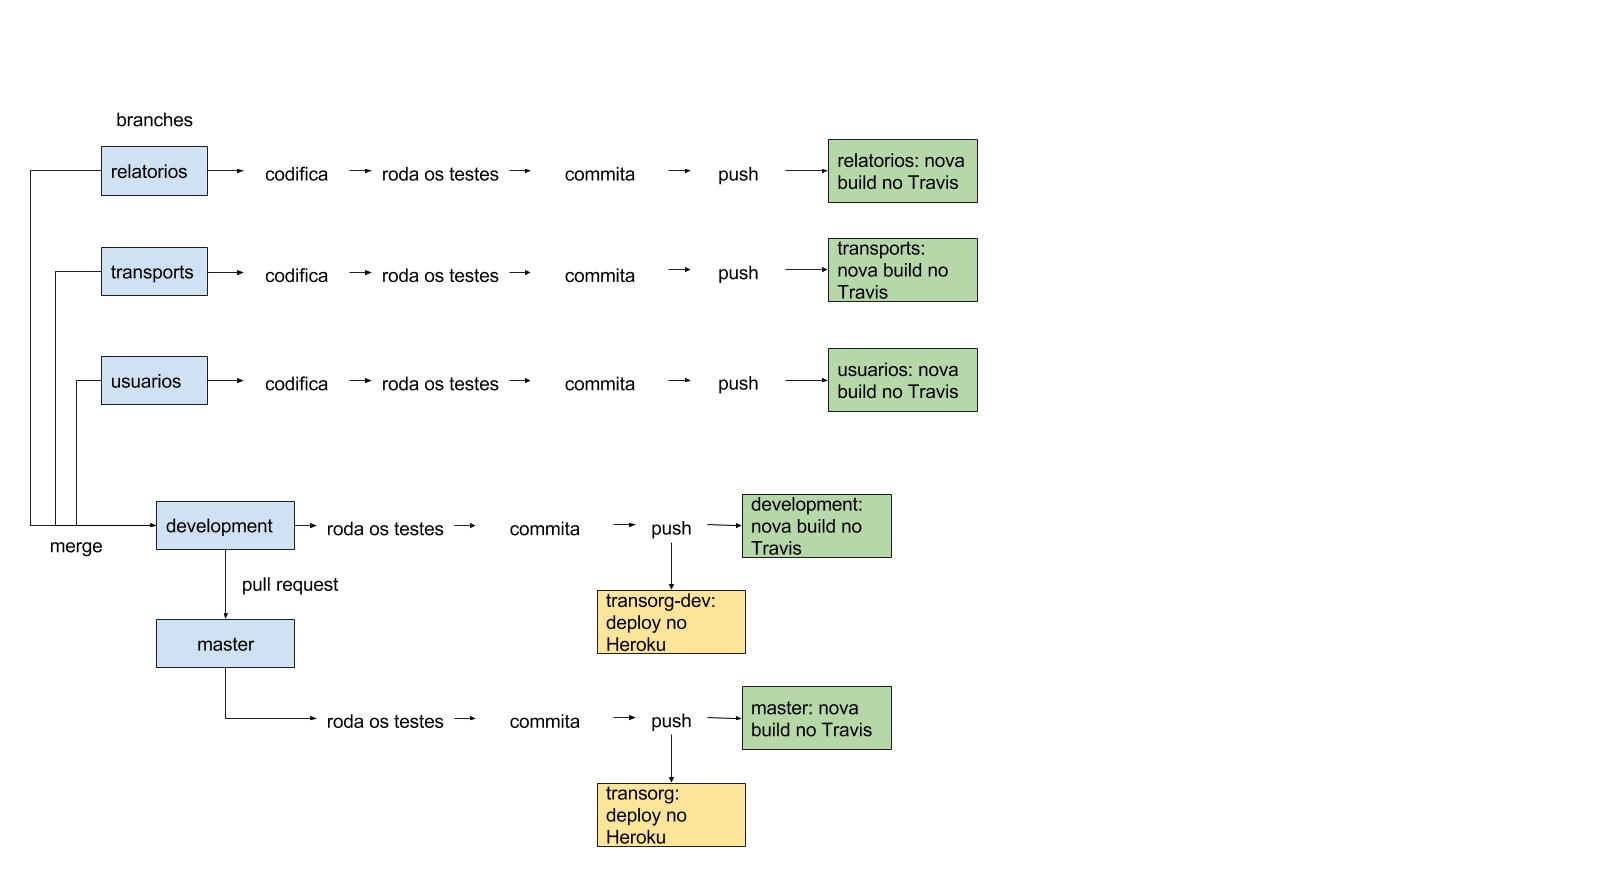 branches
relatorios
codifica
roda os testes
commita
push
relatorios: nova
build no Travis
transports
codifica
roda os testes
commita
push
transports:
nova build no
Travis
usuarios
codifica
roda os testes
commita
push
usuarios: nova
build no Travis
merge
development
roda os testes
commita
push
development:
nova build no
Travis
pull request
transorg-dev:
deploy no
Heroku
master
roda os testes
commita
push
master: nova
build no Travis
transorg:
deploy no
Heroku